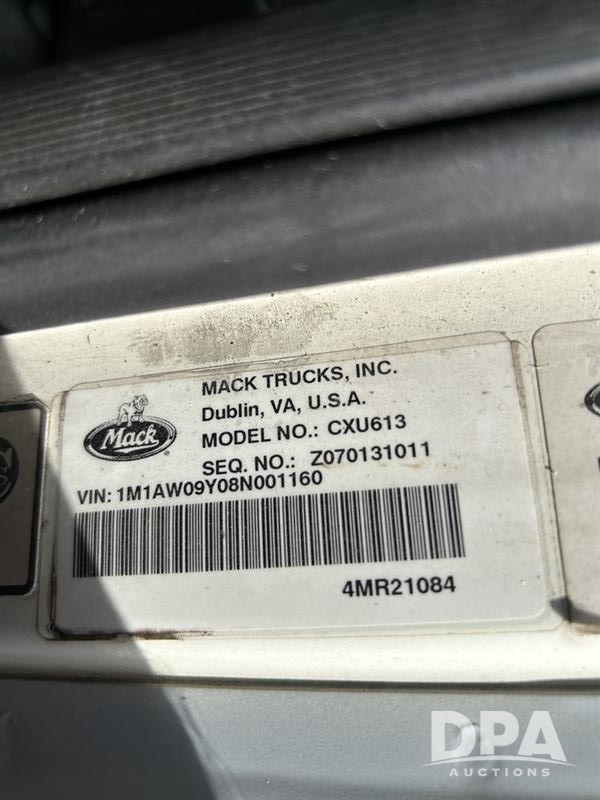 MACK TRUCKS, INC.
Dublin, VA, U.S.A.
Mack
MODEL NO.: CXU613
SEQ. NO.: Z070131011
VIN: 1M1AW09Y08N001160
4MR21084
DPA
AUCTIONS